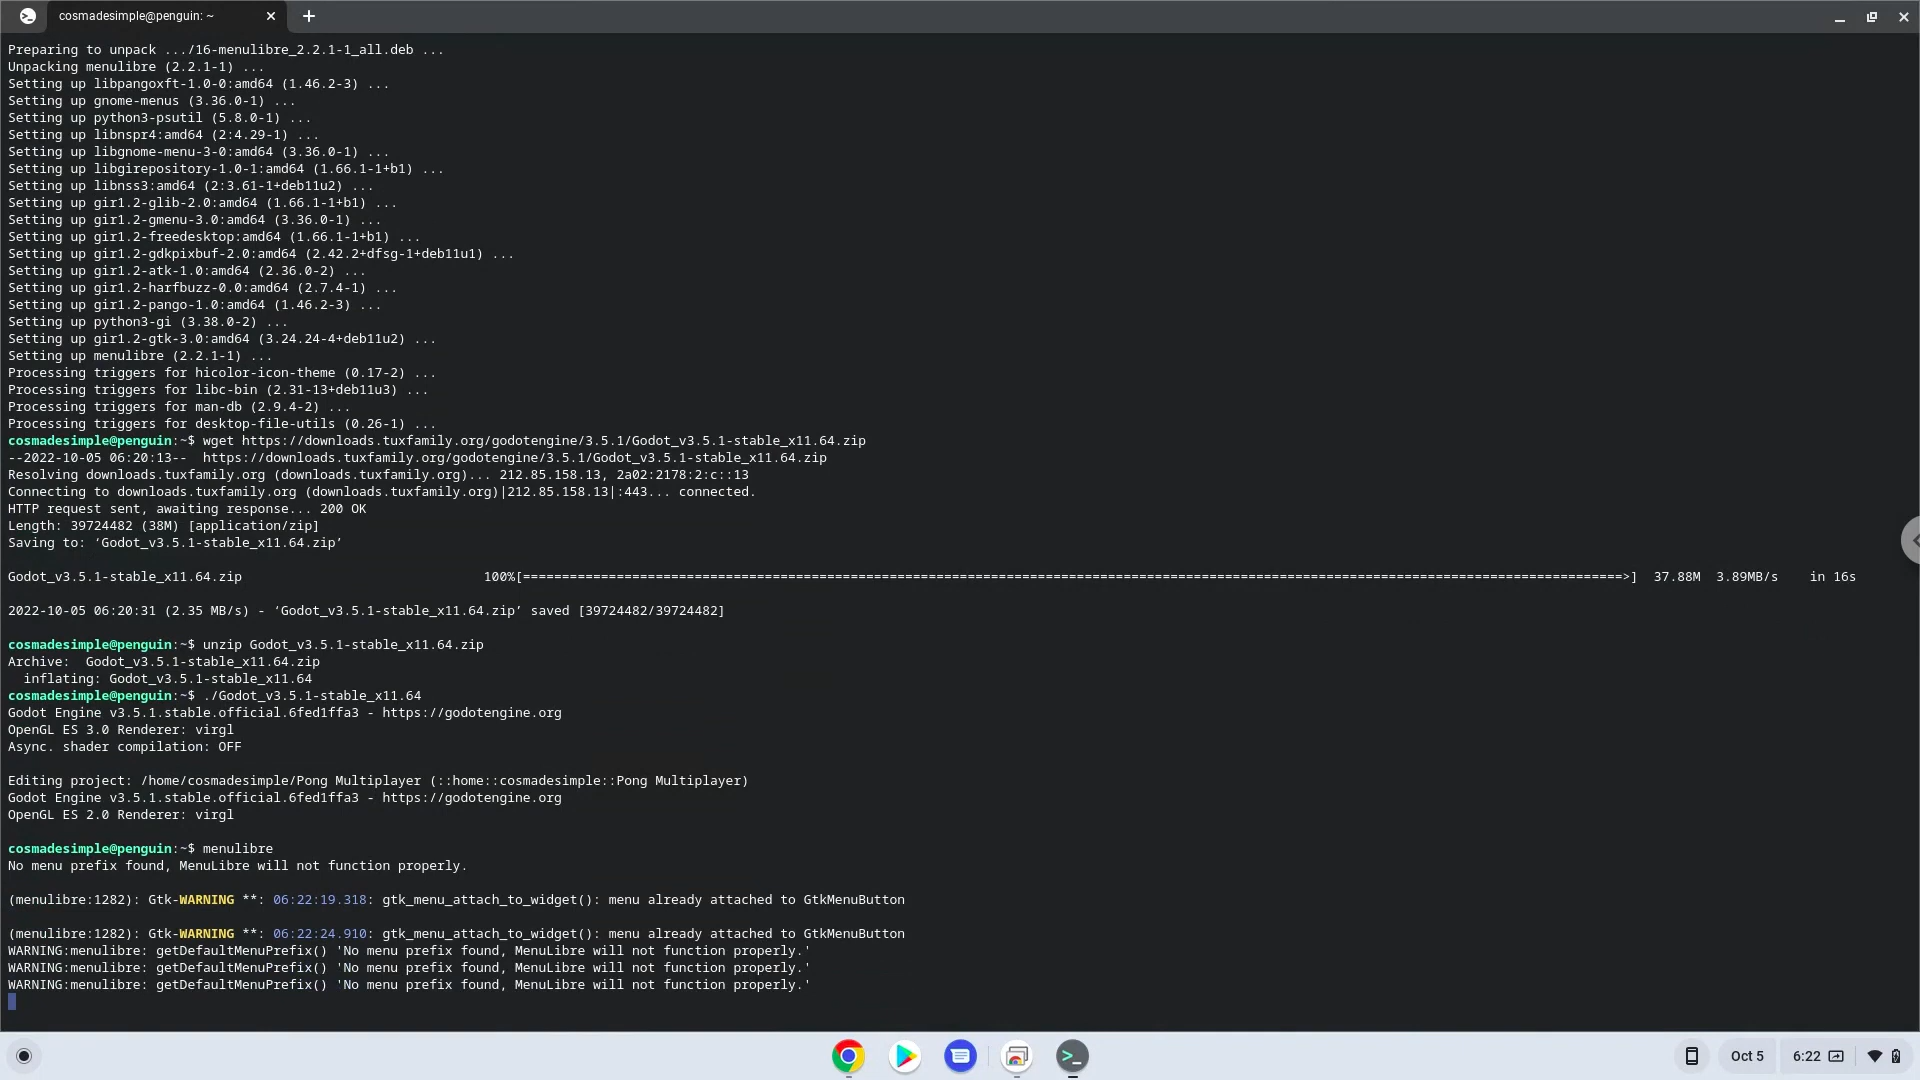 cosmadesimple@penguin: ~
Preparing to unpack .../16-menulibre_2.2.1-1_all.deb ...
Unpacking menulibre (2.2.1-1) ...
Setting up libpangoxft-1.0-0:amd64 (1.46.2-3) ...
Setting up gnome-menus (3.36.0-1) ...
Setting up python3-psutil (5.8.0-1) ...
Setting up libnspr4:amd64 (2:4.29-1) ...
Setting up libgnome-menu-3-0:amd64 (3.36.0-1) ...
Setting up libgirepository-1.0-1:amd64 (1.66.1-1+b1) ...
Setting up libnss3:amd64 (2:3.61-1+deb11u2) ...
Setting up gir1.2-glib-2.0:amd64 (1.66.1-1+b1) ...
Setting up gir1.2-gmenu-3.0:amd64 (3.36.0-1) ...
Setting up gir1.2-freedesktop:amd64 (1.66.1-1+b1) ...
Setting up gir1.2-gdkpixbuf-2.0:amd64 (2.42.2+dfsg-1+deb11u1) ...
Setting up gir1.2-atk-1.0:amd64 (2.36.0-2) ...
Setting up gir1.2-harfbuzz-0.0:amd64 (2.7.4-1) ...
Setting up gir1.2-pango-1.0:amd64 (1.46.2-3) ...
Setting up python3-gi (3.38.0-2) ...
Setting up gir1.2-gtk-3.0:amd64 (3.24.24-4+deb11u2) ...
Setting up menulibre (2.2.1-1) ...
Processing triggers for hicolor-icon-theme (0.17-2) ...
Processing triggers for libc-bin (2.31-13+deb11u3) ...
Processing triggers for man-db (2.9.4-2) ...
Processing triggers for desktop-file-utils (0.26-1) ...
cosmadesimple@penguin:~$ wget https://downloads.tuxfamily.org/godotengine/3.5.1/Godot_v3.5.1-stable_x11.64.zip
--2022-10-05 06:20:13--  https://downloads.tuxfamily.org/godotengine/3.5.1/Godot_v3.5.1-stable_x11.64.zip
Resolving downloads.tuxfamily.org (downloads.tuxfamily.org)... 212.85.158.13, 2a02:2178:2:c::13
Connecting to downloads.tuxfamily.org (downloads.tuxfamily.org)|212.85.158.13|:443... connected.
HTTP request sent, awaiting response... 200 OK
Length: 39724482 (38M) [application/zip]
Saving to: ‘Godot_v3.5.1-stable_x11.64.zip’
Godot_v3.5.1-stable_x11.64.zip 100%[=============================================================================================================================================>] 37.88M 3.89MB/s in 16s
2022-10-05 06:20:31 (2.35 MB/s) - ‘Godot_v3.5.1-stable_x11.64.zip’ saved [39724482/39724482]
cosmadesimple@penguin:~$ unzip Godot_v3.5.1-stable_x11.64.zip
Archive:  Godot_v3.5.1-stable_x11.64.zip
  inflating: Godot_v3.5.1-stable_x11.64
cosmadesimple@penguin:~$ ./Godot_v3.5.1-stable_x11.64
Godot Engine v3.5.1.stable.official.6fed1ffa3 - https://godotengine.org
OpenGL ES 3.0 Renderer: virgl
Async. shader compilation: OFF
Editing project: /home/cosmadesimple/Pong Multiplayer (::home::cosmadesimple::Pong Multiplayer)
Godot Engine v3.5.1.stable.official.6fed1ffa3 - https://godotengine.org
OpenGL ES 2.0 Renderer: virgl
cosmadesimple@penguin:~$ menulibre
No menu prefix found, MenuLibre will not function properly.
(menulibre:1282): Gtk-WARNING **: 06:22:19.318: gtk_menu_attach_to_widget(): menu already attached to GtkMenuButton
(menulibre:1282): Gtk-WARNING **: 06:22:24.910: gtk_menu_attach_to_widget(): menu already attached to GtkMenuButton
WARNING:menulibre: getDefaultMenuPrefix() 'No menu prefix found, MenuLibre will not function properly.'
WARNING:menulibre: getDefaultMenuPrefix() 'No menu prefix found, MenuLibre will not function properly.'
WARNING:menulibre: getDefaultMenuPrefix() 'No menu prefix found, MenuLibre will not function properly.'
Oct 5 6:22